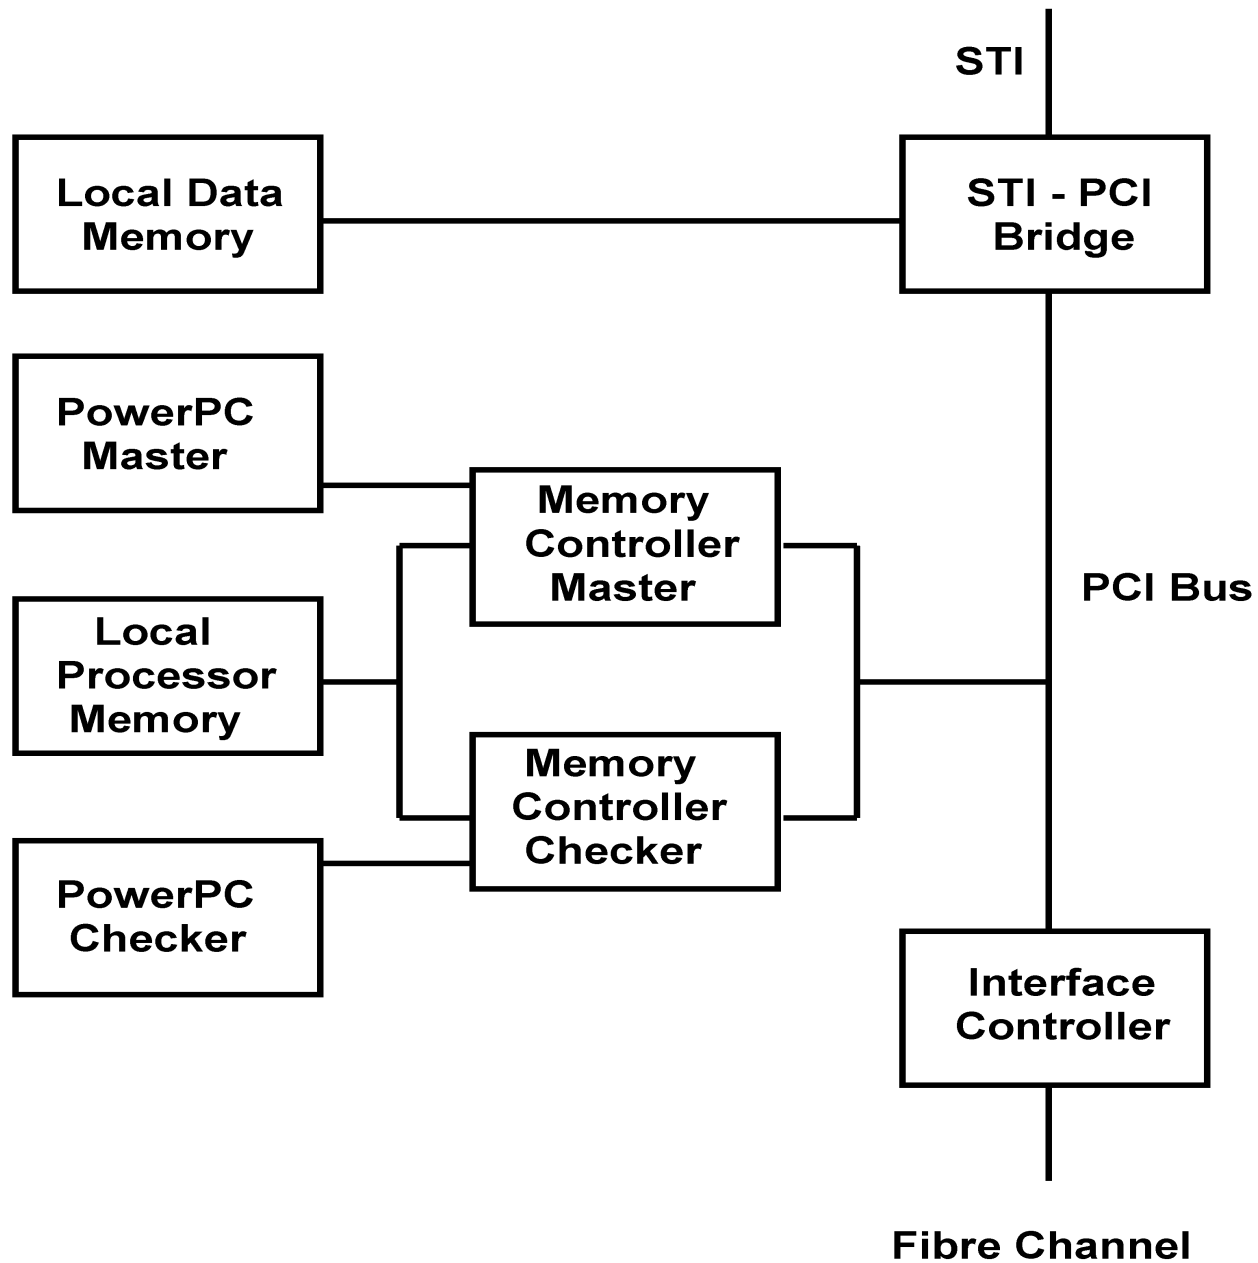 STI
Local Data
Memory
STI - PCI
Bridge
PowerPC
Master
Memory
Controller
Master
PCI Bus
Local
Processor
Memory
Memory
Controller
Checker
PowerPC
Checker
Interface
Controller
Fibre Channel